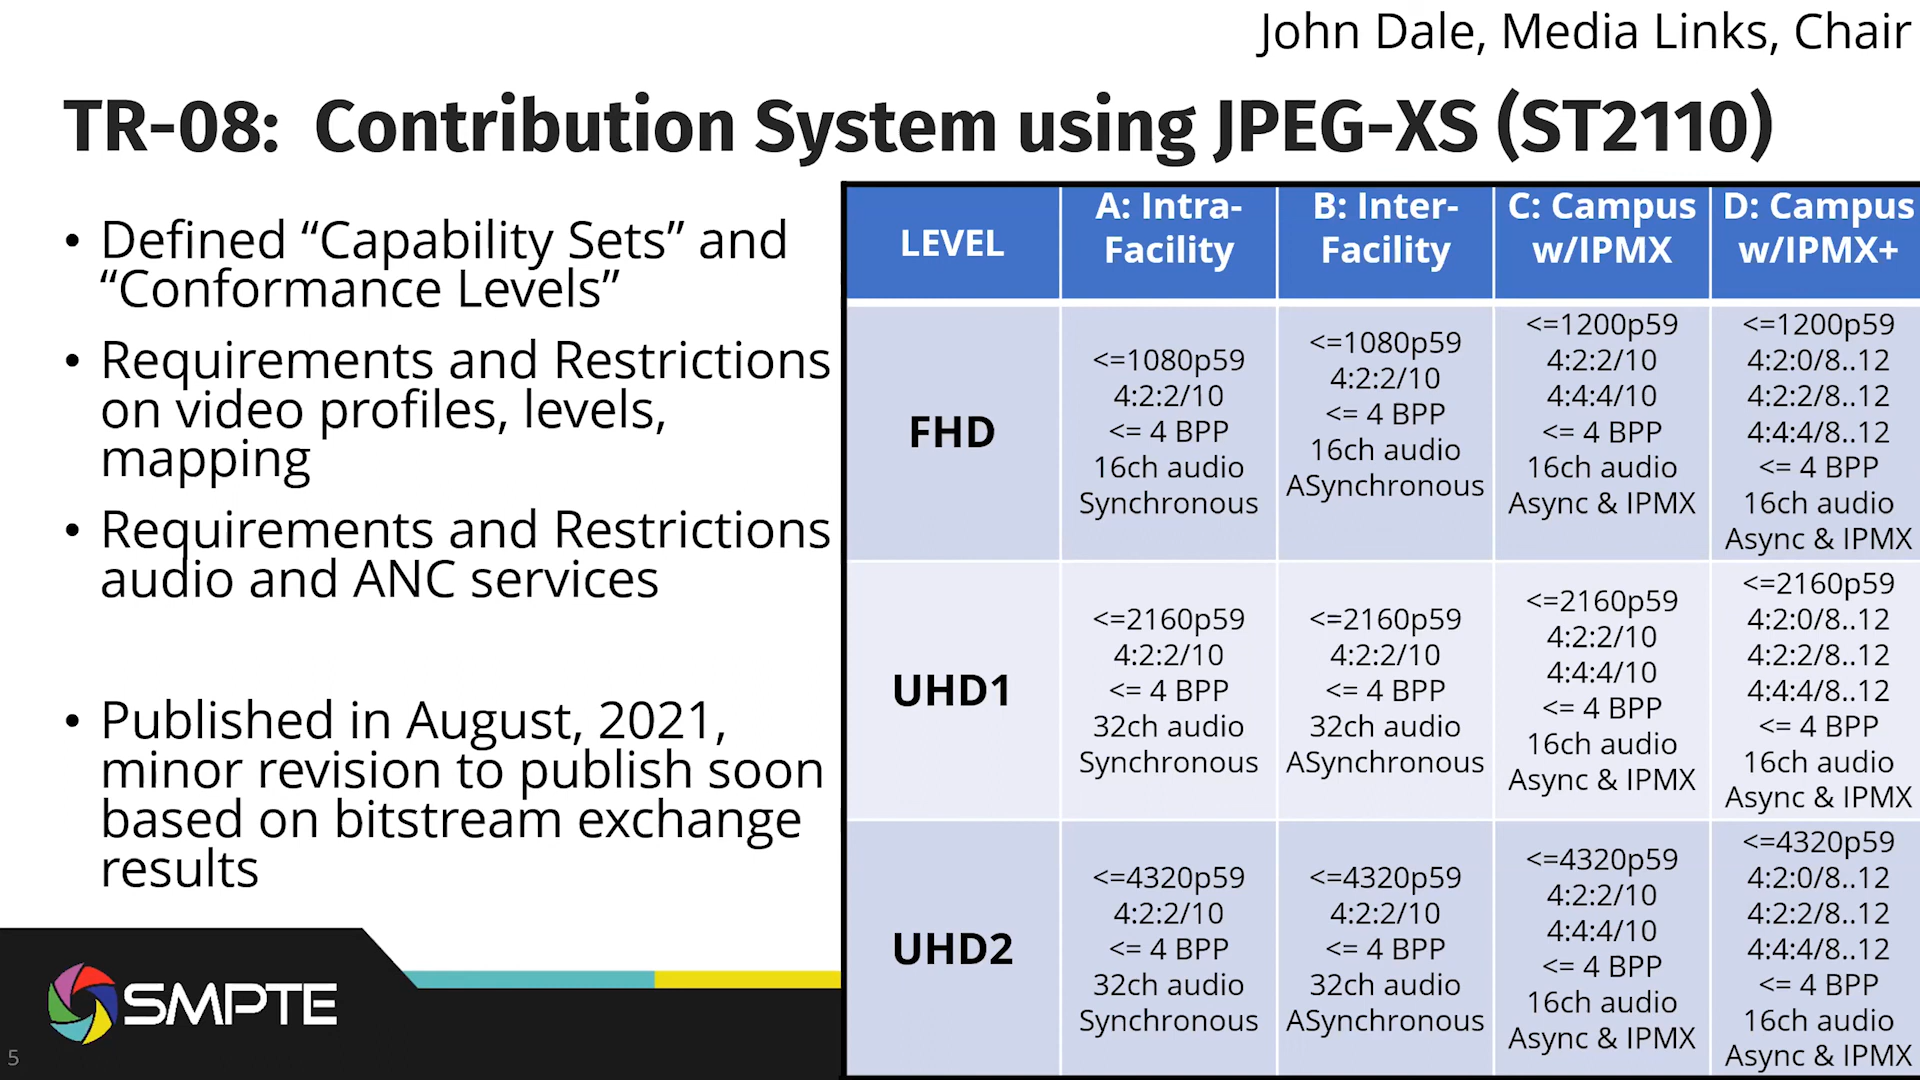 John Dale, Media Links, Chair
TR-08: Contribution System using JPEG-XS (ST2110)
• Defined “Capability Sets” and
“Conformance Levels”
• Requirements and Restrictions
on video profiles, levels,
mapping
• Requirements and Restrictions
audio and ANC services
• Published in August, 2021,
minor revision to publish soon
based on bitstream exchange
results
LEVEL
A: Intra-
Facility
B: Inter-
Facility
C: Campus
w/IPMX
D: Campus
w/IPMX+
FHD
<=1080p59
4:2:2/10
<= 4 BPP
16ch audio
Synchronous
<=1080p59
4:2:2/10
<= 4 BPP
16ch audio
ASynchronous
<=1200p59
4:2:2/10
4:4:4/10
<= 4 BPP
16ch audio
Async & IPMX
<=1200p59
4:2:0/8..12
4:2:2/8..12
4:4:4/8..12
<= 4 BPP
16ch audio
Async & IPMX
UHD1
<=2160p59
4:2:2/10
<= 4 BPP
32ch audio
Synchronous
<=2160p59
4:2:2/10
<= 4 BPP
32ch audio
ASynchronous
<=2160p59
4:2:2/10
4:4:4/10
<= 4 BPP
16ch audio
Async & IPMX
<=2160p59
4:2:0/8..12
4:2:2/8..12
4:4:4/8..12
<= 4 BPP
16ch audio
Async & IPMX
UHD2
<=4320p59
4:2:2/10
<= 4 BPP
32ch audio
Synchronous
<=4320p59
4:2:2/10
<= 4 BPP
32ch audio
ASynchronous
<=4320p59
4:2:2/10
4:4:4/10
<= 4 BPP
16ch audio
Async & IPMX
<=4320p59
4:2:0/8..12
4:2:2/8..12
4:4:4/8..12
<= 4 BPP
16ch audio
Async & IPMX
SMPTE
5